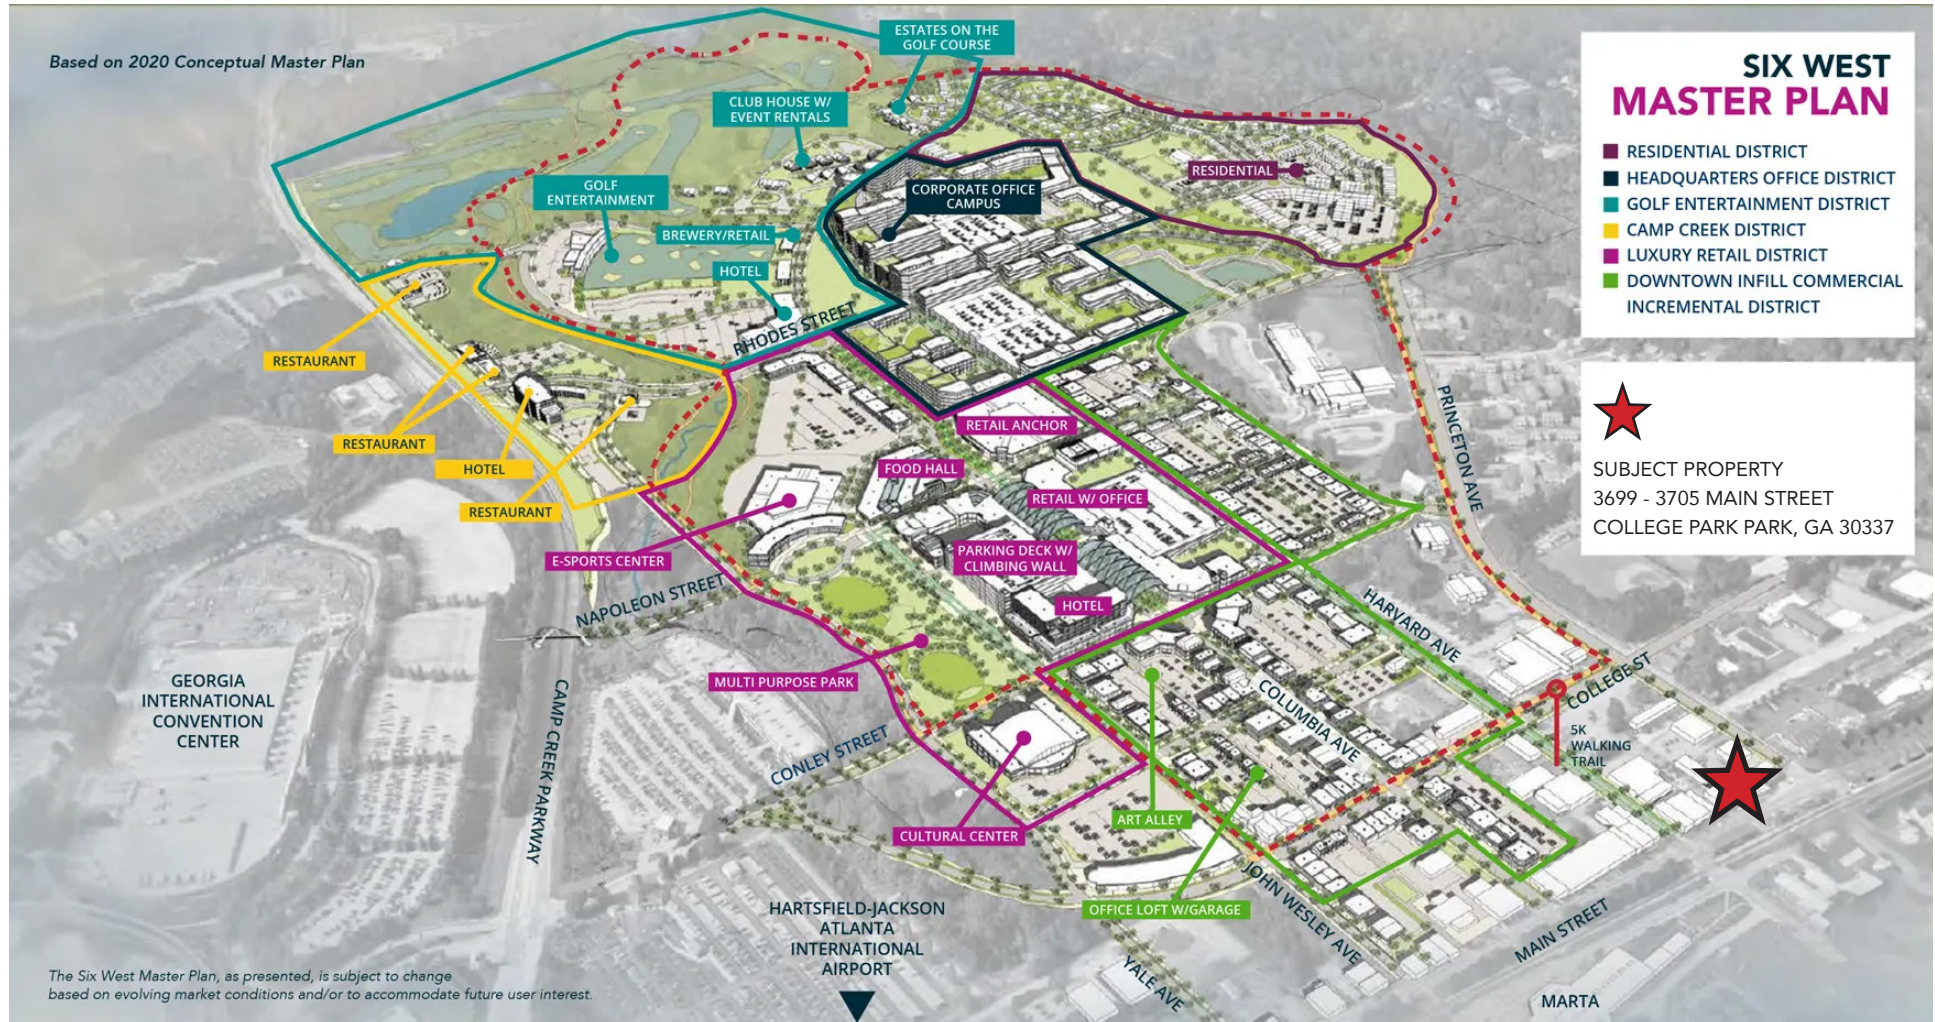 Based on 2020 Conceptual Master Plan
ESTATES ON THE
GOLF COURSE
CLUB HOUSE W/
EVENT RENTALS
GOLF
ENTERTAINMENT
BREWERY/RETAIL
HOTEL
RHODES STREET
CORPORATE OFFICE
CAMPUS
RESIDENTIAL
SIX WEST
MASTER PLAN
RESIDENTIAL DISTRICT
HEADQUARTERS OFFICE DISTRICT
GOLF ENTERTAINMENT DISTRICT
CAMP CREEK DISTRICT
LUXURY RETAIL DISTRICT
DOWNTOWN INFILL COMMERCIAL
INCREMENTAL DISTRICT
SUBJECT PROPERTY
3699 - 3705 MAIN STREET
COLLEGE PARK PARK, GA 30337
RESTAURANT
RESTAURANT
HOTEL
RESTAURANT
RETAIL ANCHOR
FOOD HALL
RETAIL W/ OFFICE
PARKING DECK W/
CLIMBING WALL
HOTEL
E-SPORTS CENTER
NAPOLEON STREET
MULTI PURPOSE PARK
PRINCETON AVE
HARVARD AVE
COLUMBIA AVE
COLLEGE ST
5K
WALKING
TRAIL
GEORGIA
INTERNATIONAL
CONVENTION
CENTER
CAMP CREEK PARKWAY
CONLEY STREET
CULTURAL CENTER
ART ALLEY
OFFICE LOFT W/GARAGE
JOHN WESLEY AVE
MAIN STREET
YALE AVE
MARTA
HARTSFIELD-JACKSON
ATLANTA
INTERNATIONAL
AIRPORT
The Six West Master Plan, as presented, is subject to change
based on evolving market conditions and/or to accommodate future user interest.